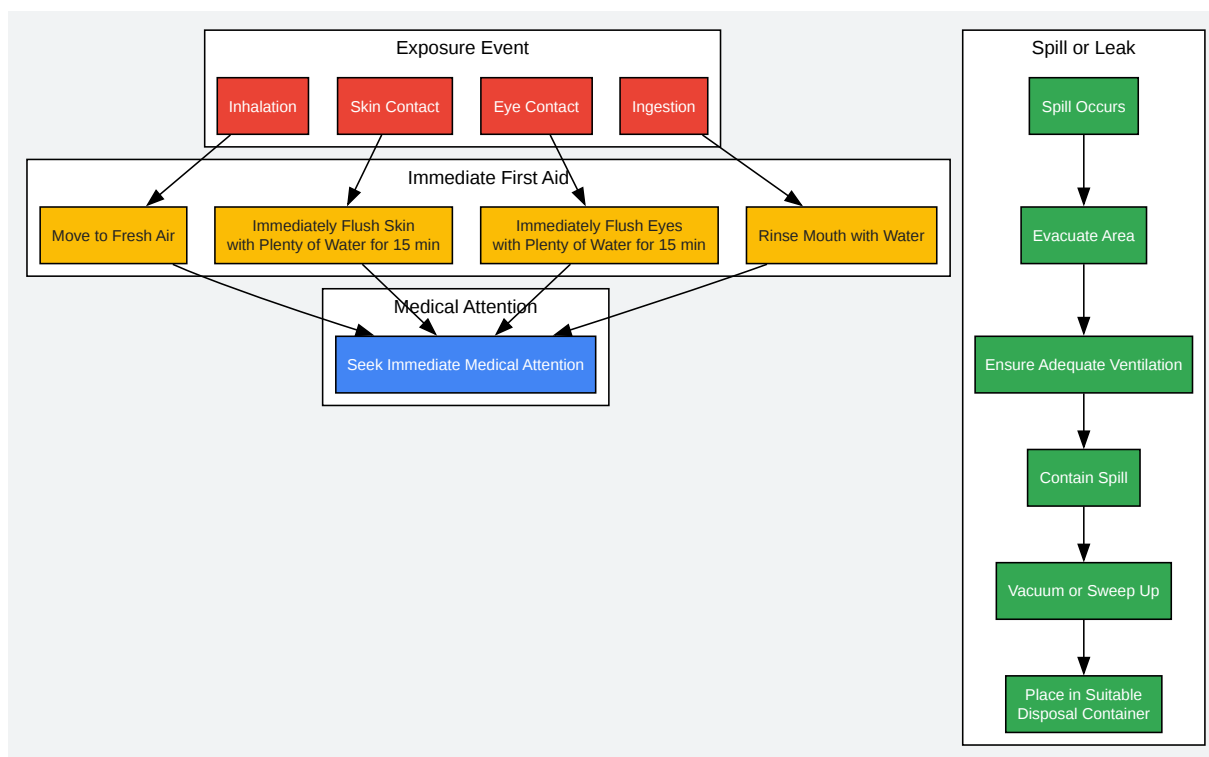 Exposure Event
Inhalation
Skin Contact
Eye Contact
Ingestion
Immediate First Aid
Move to Fresh Air
Immediately Flush Skin
with Plenty of Water for 15 min
Immediately Flush Eyes
with Plenty of Water for 15 min
Rinse Mouth with Water
Medical Attention
Seek Immediate Medical Attention
Spill or Leak
Spill Occurs
Evacuate Area
Ensure Adequate Ventilation
Contain Spill
Vacuum or Sweep Up
Place in Suitable
Disposal Container